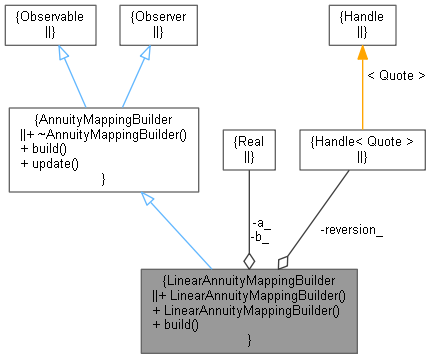 {Observable
||}
{Observer
||}
{Handle
||}
< Quote >
{AnnuityMappingBuilder
||+ ~AnnuityMappingBuilder()
+ build()
+ update()
}
{Real
||}
{Handle< Quote >
||}
-a_
-b_
-reversion_
{LinearAnnuityMappingBuilder
||+ LinearAnnuityMappingBuilder()
+ LinearAnnuityMappingBuilder()
+ build()
}